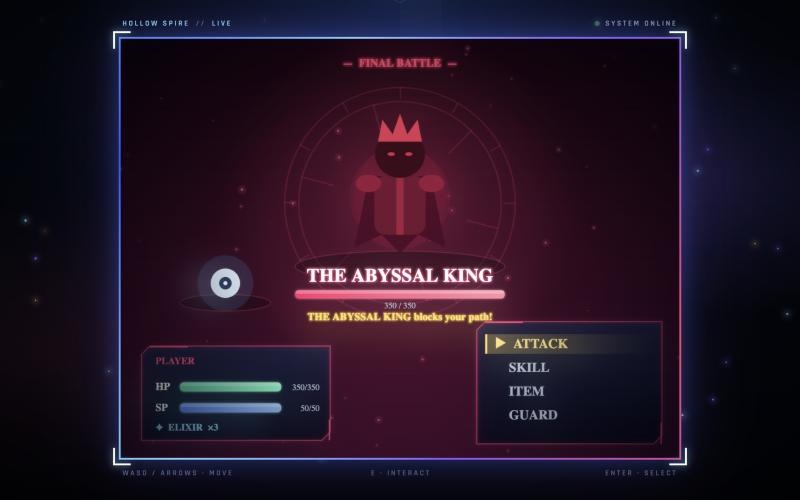 HOLLOW SPIRE // LIVE
SYSTEM ONLINE
— FINAL BATTLE —
THE ABYSSAL KING
350 / 350
THE ABYSSAL KING blocks your path!
PLAYER
HP 350/350
SP 50/50
✦ ELIXIR ×3
▶ ATTACK
SKILL
ITEM
GUARD
WASD / ARROWS · MOVE
E · INTERACT
ENTER · SELECT